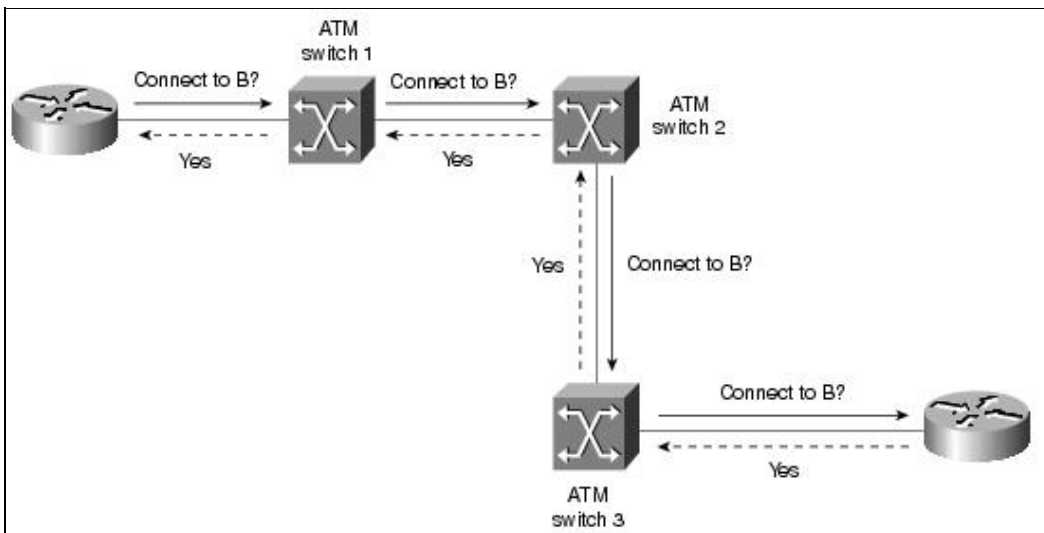 ATM
switch 1
Connect to B?
Connect to B?
ATM
switch 2
Yes
Yes
Yes
Connect to B?
Connect to B?
Yes
ATM
switch 3